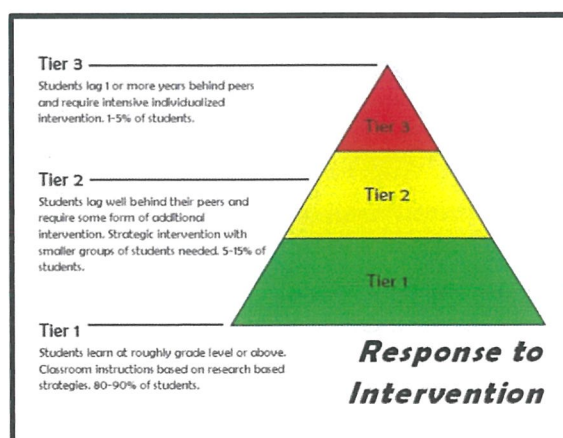 Tier 3
Students lag 1 or more years behind peers
and require intensive individualized
intervention. 1-5% of students.
Tier 3
Tier 2
Students lag well behind their peers and
require some form of additional
intervention. Strategic intervention with
smaller groups of students needed. 5-15% of
students.
Tier 2
Tier 1
Tier 1
Students learn at roughly grade level or above.
Classroom instructions based on research based
strategies. 80-90% of students.
Response to
Intervention